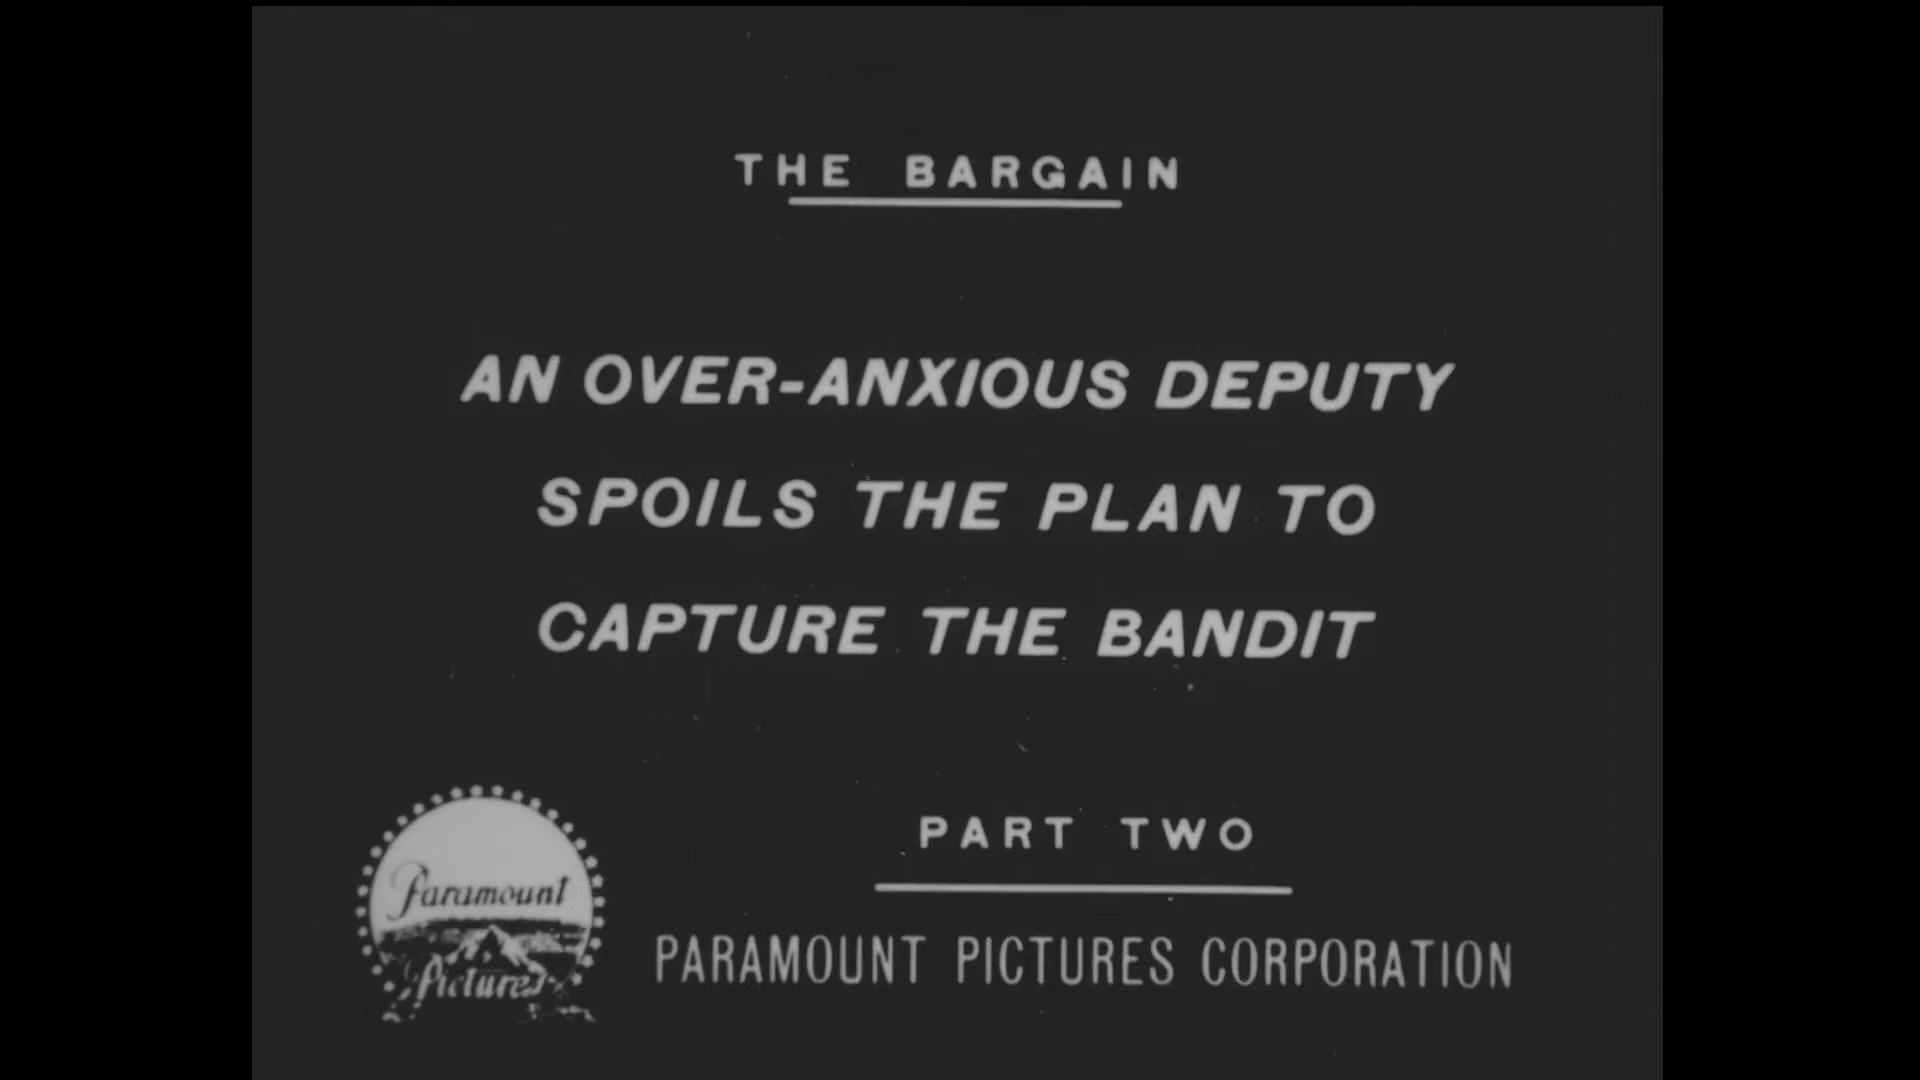 THE BARGAIN
AN OVER-ANXIOUS DEPUTY
SPOILS THE PLAN TO
CAPTURE THE BANDIT
PART TWO
Paramount
Pictures
PARAMOUNT PICTURES CORPORATION